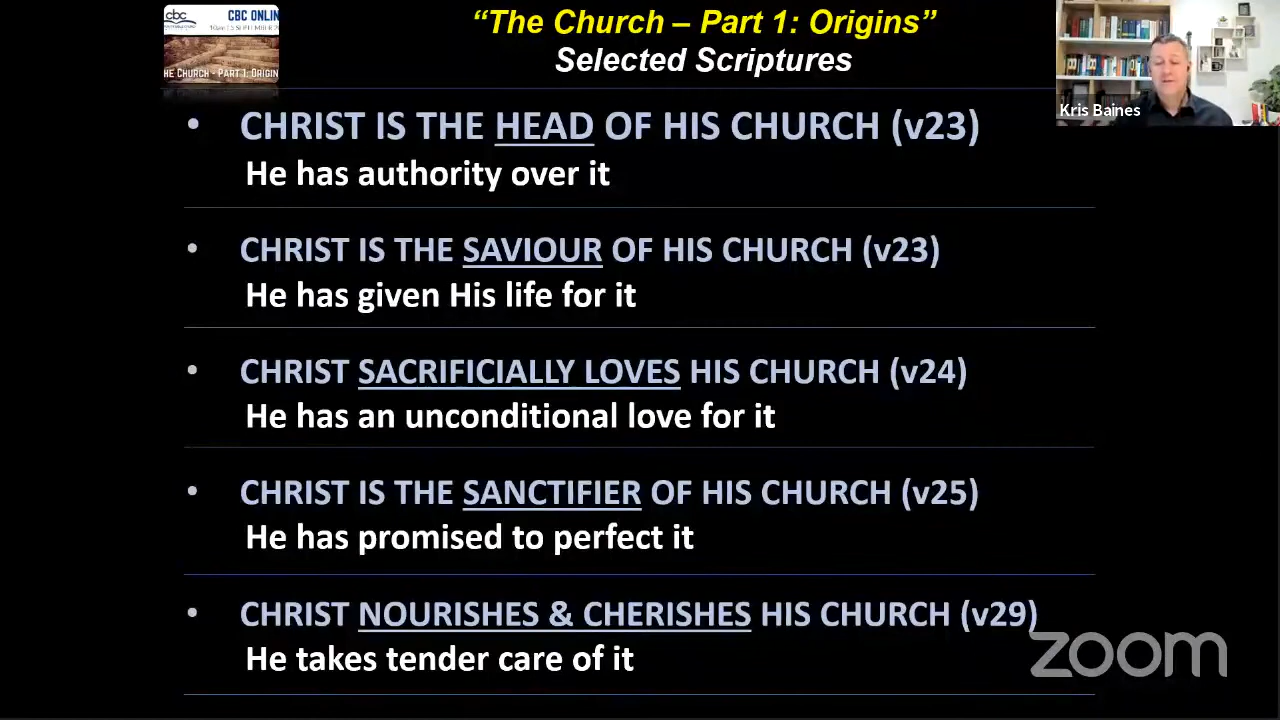 “The Church – Part 1: Origins”
Selected Scriptures
cbc
CBC ONLIN
HE CHURCH - PART 1: ORIGIN
Kris Baines
• CHRIST IS THE HEAD OF HIS CHURCH (v23)
He has authority over it
• CHRIST IS THE SAVIOUR OF HIS CHURCH (v23)
He has given His life for it
• CHRIST SACRIFICIALLY LOVES HIS CHURCH (v24)
He has an unconditional love for it
• CHRIST IS THE SANCTIFIER OF HIS CHURCH (v25)
He has promised to perfect it
• CHRIST NOURISHES & CHERISHES HIS CHURCH (v29)
He takes tender care of it
zoom